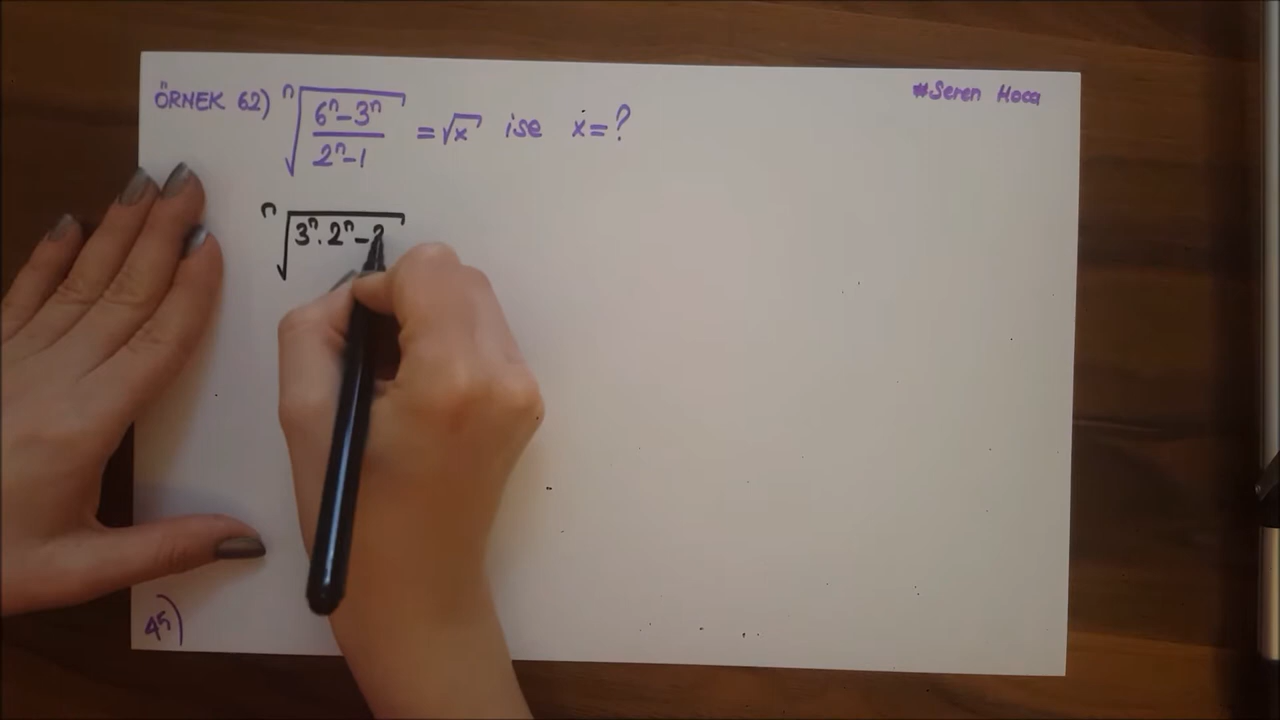 ÖRNEK 62) ⁿ√((6ⁿ-3ⁿ)/(2ⁿ-1)) = √x ise x=?
#Seren Hoca
ⁿ√(3ⁿ.2ⁿ-
45)